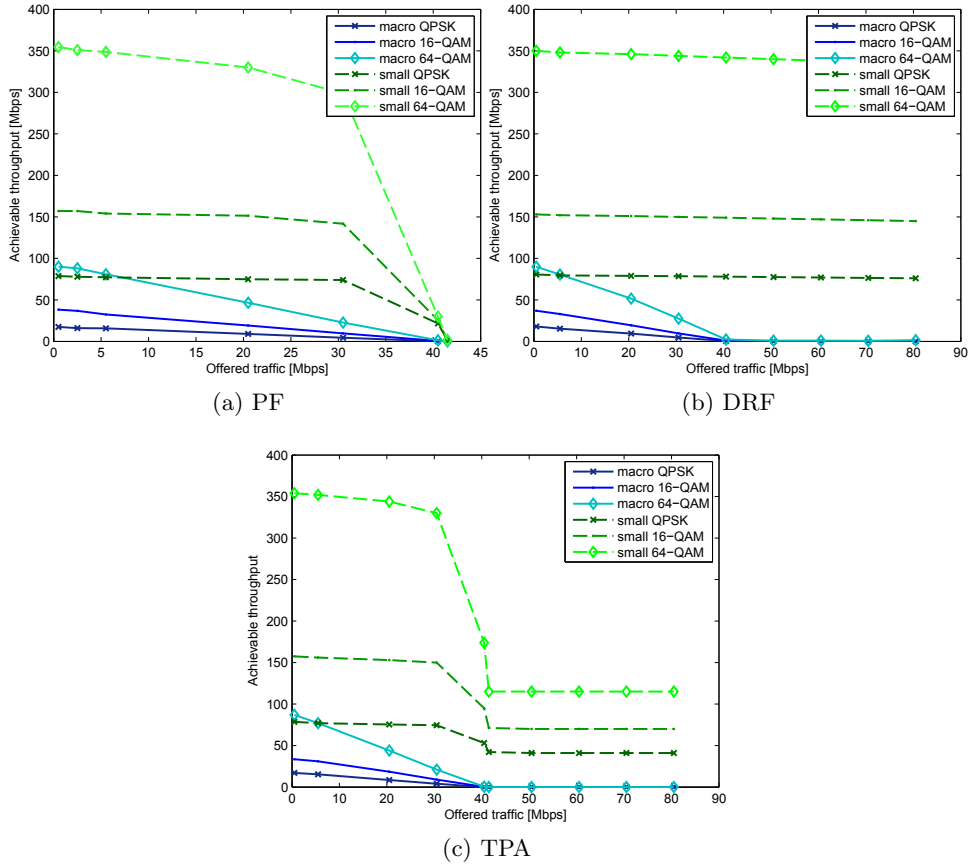 400
350
300
250
200
150
100
50
0
Achievable throughput [Mbps]
0 5 10 15 20 25 30 35 40 45
Offered traffic [Mbps]
macro QPSK
macro 16−QAM
macro 64−QAM
small QPSK
small 16−QAM
small 64−QAM
(a) PF
400
350
300
250
200
150
100
50
0
Achievable throughput [Mbps]
0 10 20 30 40 50 60 70 80 90
Offered traffic [Mbps]
macro QPSK
macro 16−QAM
macro 64−QAM
small QPSK
small 16−QAM
small 64−QAM
(b) DRF
400
350
300
250
200
150
100
50
0
Achievable throughput
0 10 20 30 40 50 60 70 80 90
Offered traffic [Mbps]
macro QPSK
macro 16−QAM
macro 64−QAM
small QPSK
small 16−QAM
small 64−QAM
(c) TPA